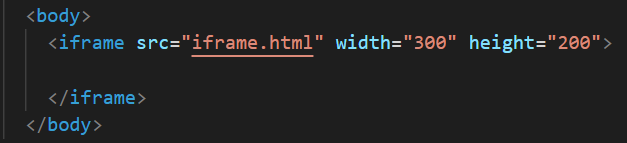 <body>
<iframe src="iframe.html" width="300" height="200">
</iframe>
</body>